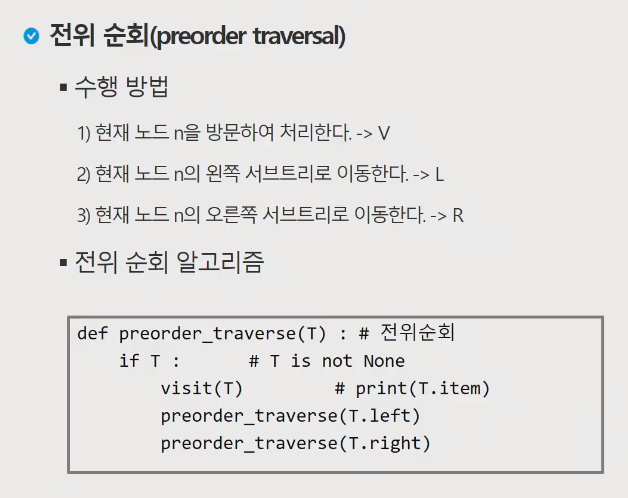 전위 순회(preorder traversal)
▪ 수행 방법
1) 현재 노드 n을 방문하여 처리한다. -> V
2) 현재 노드 n의 왼쪽 서브트리로 이동한다. -> L
3) 현재 노드 n의 오른쪽 서브트리로 이동한다. -> R
▪ 전위 순회 알고리즘
def preorder_traverse(T) : # 전위순회
    if T :       # T is not None
        visit(T)         # print(T.item)
        preorder_traverse(T.left)
        preorder_traverse(T.right)